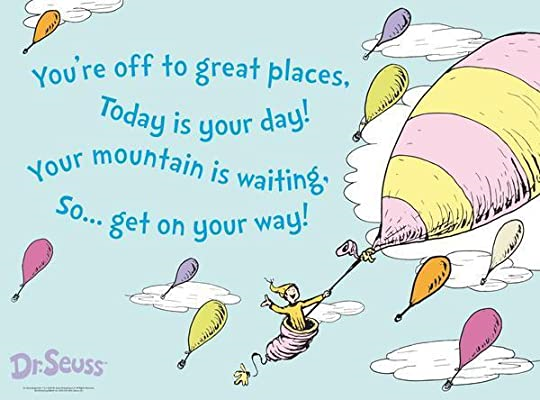 You're off to great places,
Today is your day!
Your mountain is waiting,
So... get on your way!
Dr. Seuss